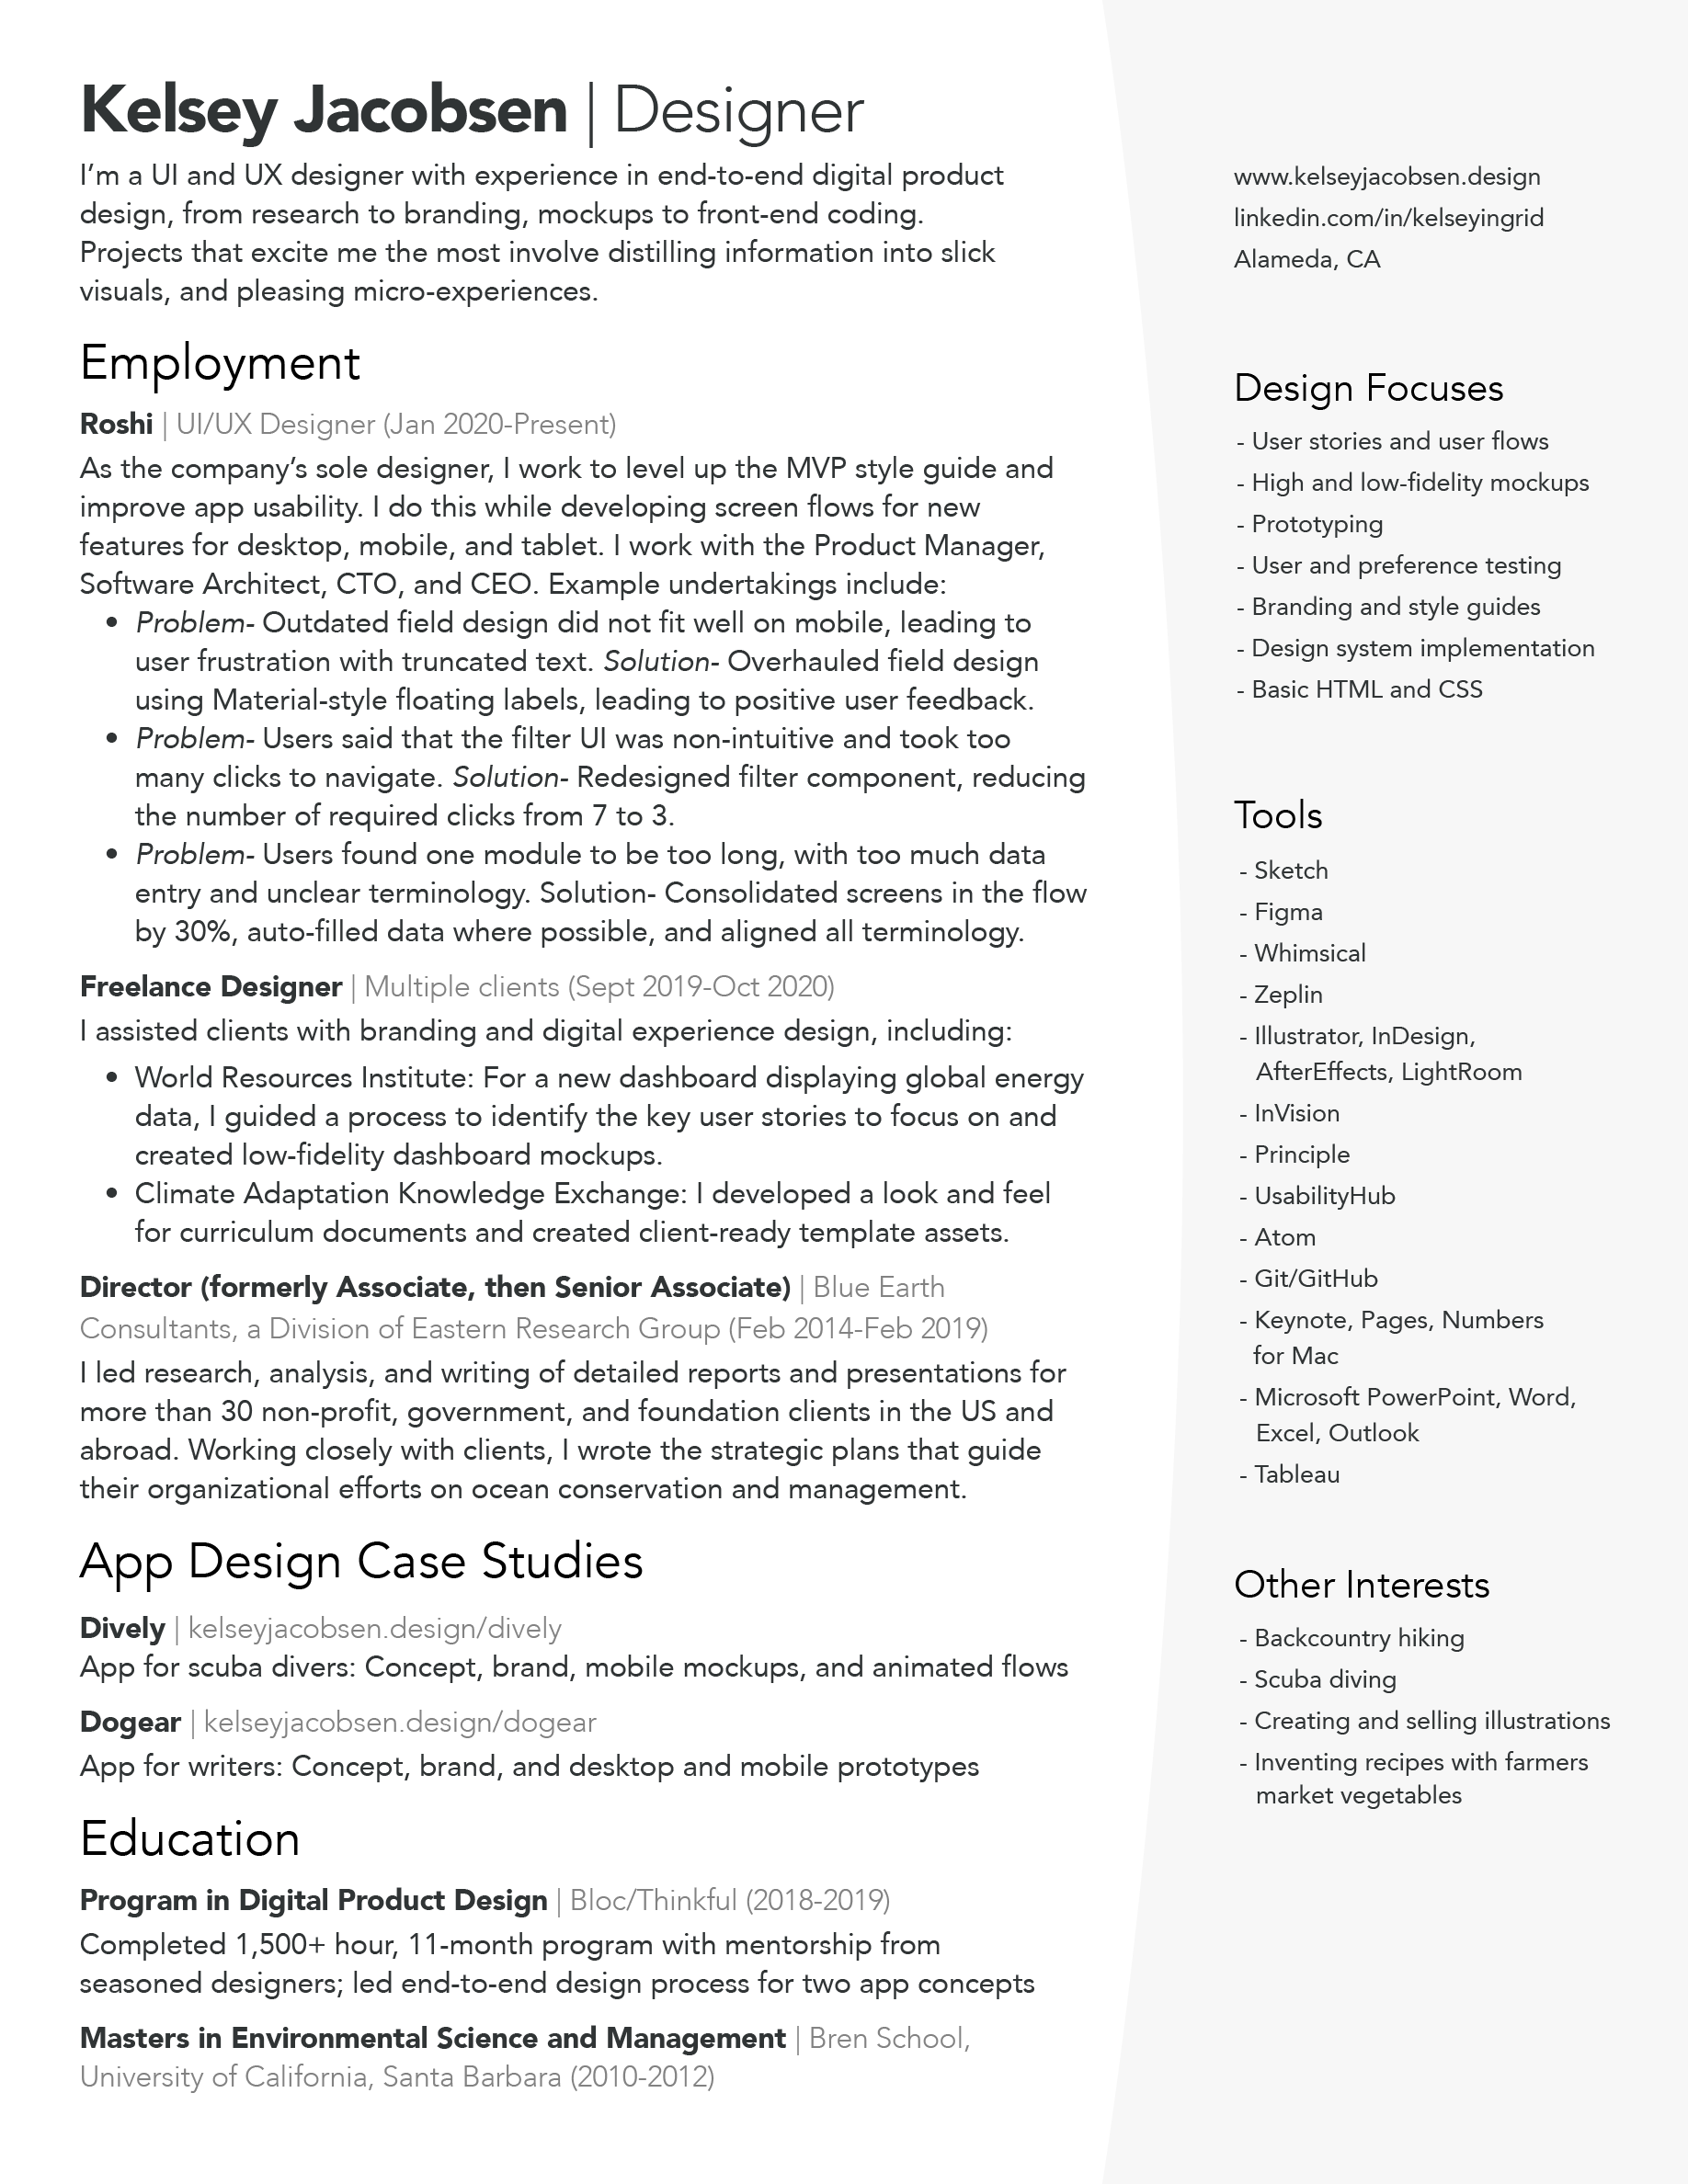 Kelsey Jacobsen | Designer
I’m a UI and UX designer with experience in end-to-end digital product
design, from research to branding, mockups to front-end coding.
Projects that excite me the most involve distilling information into slick
visuals, and pleasing micro-experiences.
Employment
Roshi | UI/UX Designer (Jan 2020-Present)
As the company’s sole designer, I work to level up the MVP style guide and
improve app usability. I do this while developing screen flows for new
features for desktop, mobile, and tablet. I work with the Product Manager,
Software Architect, CTO, and CEO. Example undertakings include:
• Problem- Outdated field design did not fit well on mobile, leading to
user frustration with truncated text. Solution- Overhauled field design
using Material-style floating labels, leading to positive user feedback.
• Problem- Users said that the filter UI was non-intuitive and took too
many clicks to navigate. Solution- Redesigned filter component, reducing
the number of required clicks from 7 to 3.
• Problem- Users found one module to be too long, with too much data
entry and unclear terminology. Solution- Consolidated screens in the flow
by 30%, auto-filled data where possible, and aligned all terminology.
Freelance Designer | Multiple clients (Sept 2019-Oct 2020)
I assisted clients with branding and digital experience design, including:
• World Resources Institute: For a new dashboard displaying global energy
data, I guided a process to identify the key user stories to focus on and
created low-fidelity dashboard mockups.
• Climate Adaptation Knowledge Exchange: I developed a look and feel
for curriculum documents and created client-ready template assets.
Director (formerly Associate, then Senior Associate) | Blue Earth
Consultants, a Division of Eastern Research Group (Feb 2014-Feb 2019)
I led research, analysis, and writing of detailed reports and presentations for
more than 30 non-profit, government, and foundation clients in the US and
abroad. Working closely with clients, I wrote the strategic plans that guide
their organizational efforts on ocean conservation and management.
App Design Case Studies
Dively | kelseyjacobsen.design/dively
App for scuba divers: Concept, brand, mobile mockups, and animated flows
Dogear | kelseyjacobsen.design/dogear
App for writers: Concept, brand, and desktop and mobile prototypes
Education
Program in Digital Product Design | Bloc/Thinkful (2018-2019)
Completed 1,500+ hour, 11-month program with mentorship from
seasoned designers; led end-to-end design process for two app concepts
Masters in Environmental Science and Management | Bren School,
University of California, Santa Barbara (2010-2012)
www.kelseyjacobsen.design
linkedin.com/in/kelseyingrid
Alameda, CA
Design Focuses
- User stories and user flows
- High and low-fidelity mockups
- Prototyping
- User and preference testing
- Branding and style guides
- Design system implementation
- Basic HTML and CSS
Tools
- Sketch
- Figma
- Whimsical
- Zeplin
- Illustrator, InDesign,
AfterEffects, LightRoom
- InVision
- Principle
- UsabilityHub
- Atom
- Git/GitHub
- Keynote, Pages, Numbers
for Mac
- Microsoft PowerPoint, Word,
Excel, Outlook
- Tableau
Other Interests
- Backcountry hiking
- Scuba diving
- Creating and selling illustrations
- Inventing recipes with farmers
market vegetables